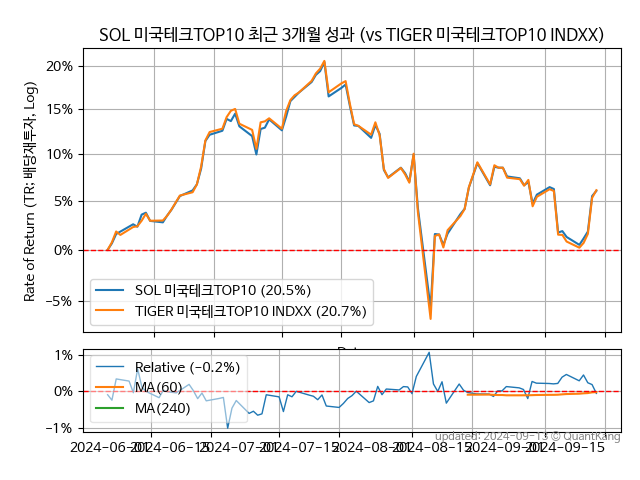 SOL 미국테크TOP10 최근 3개월 성과 (vs TIGER 미국테크TOP10 INDXX)
Rate of Return (TR: 배당재투자, Log)
20%
15%
10%
5%
0%
−5%
SOL 미국테크TOP10 (20.5%)
TIGER 미국테크TOP10 INDXX (20.7%)
1%
0%
−1%
Relative (−0.2%)
MA(60)
MA(240)
updated: 2024-09-13 © QuantKang
2024-06-01 2024-06-15 2024-07-01 2024-07-15 2024-08-01 2024-08-15 2024-09-01 2024-09-15